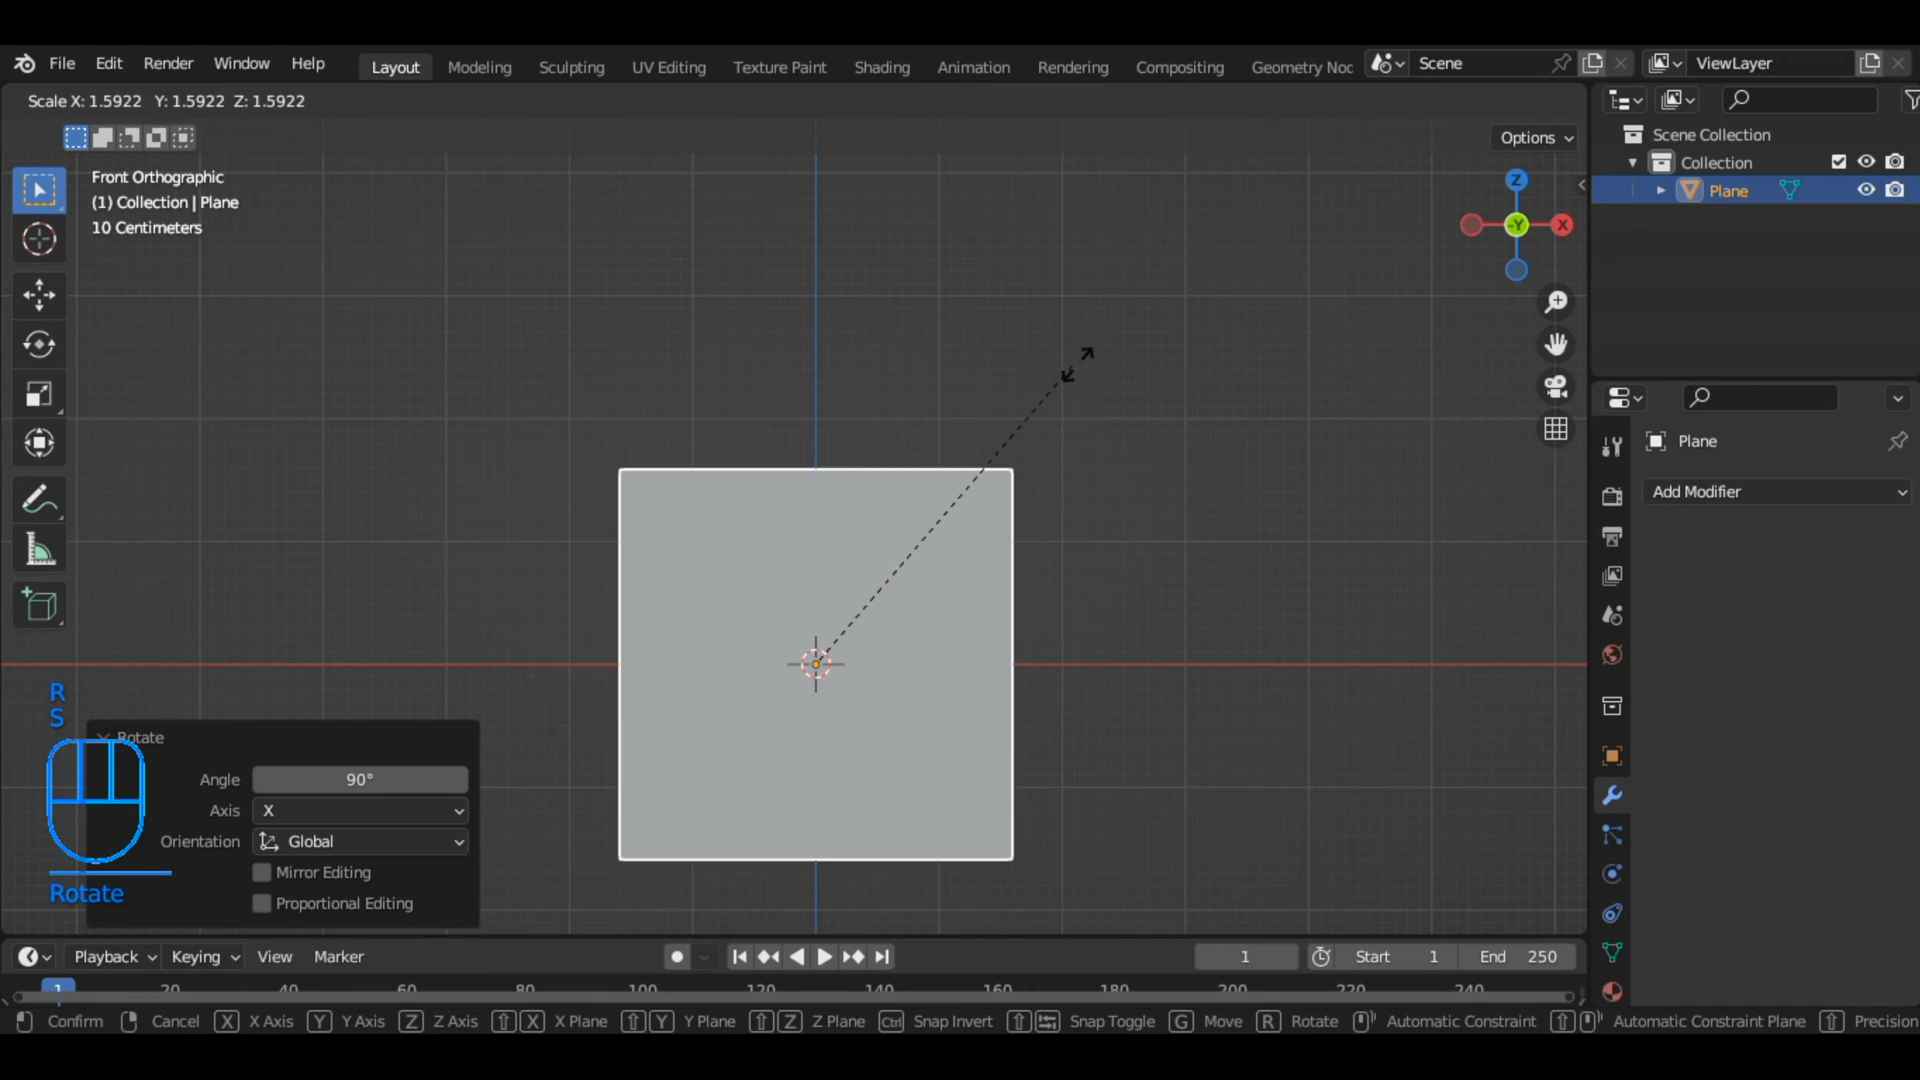 File Edit Render Window Help Layout Modeling Sculpting UV Editing Texture Paint Shading Animation Rendering Compositing Geometry Noc Scene ViewLayer
Scale X: 1.5922 Y: 1.5922 Z: 1.5922
Options
Scene Collection
Collection
Plane
Front Orthographic
(1) Collection | Plane
10 Centimeters
Z
-Y
X
Plane
Add Modifier
R
S
Rotate
Angle 90°
Axis X
Orientation Global
Mirror Editing
Proportional Editing
Rotate
Playback Keying View Marker 1 Start 1 End 250
1 20 40 60 80 100 120 140 160 180 200 220 240
Confirm Cancel X X Axis Y Y Axis Z Z Axis X X Plane Y Y Plane Z Z Plane Ctrl Snap Invert Snap Toggle G Move R Rotate Automatic Constraint Automatic Constraint Plane Precision